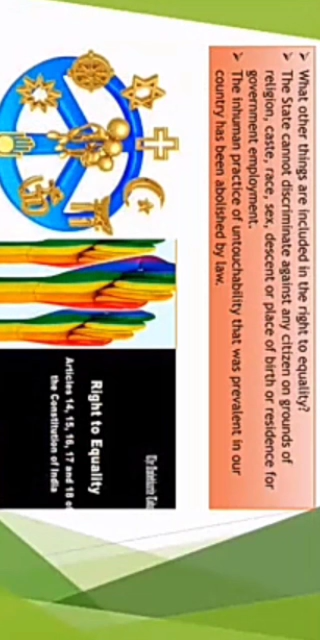 ➢ What other things are included in the right to equality?
➢ The State cannot discriminate against any citizen on grounds of
religion, caste, race, sex, descent or place of birth or residence for
government employment.
➢ The inhuman practice of untouchability that was prevalent in our
country has been abolished by law.
Right to Equality
Articles 14, 15, 16, 17 and 18 of
the Constitution of India